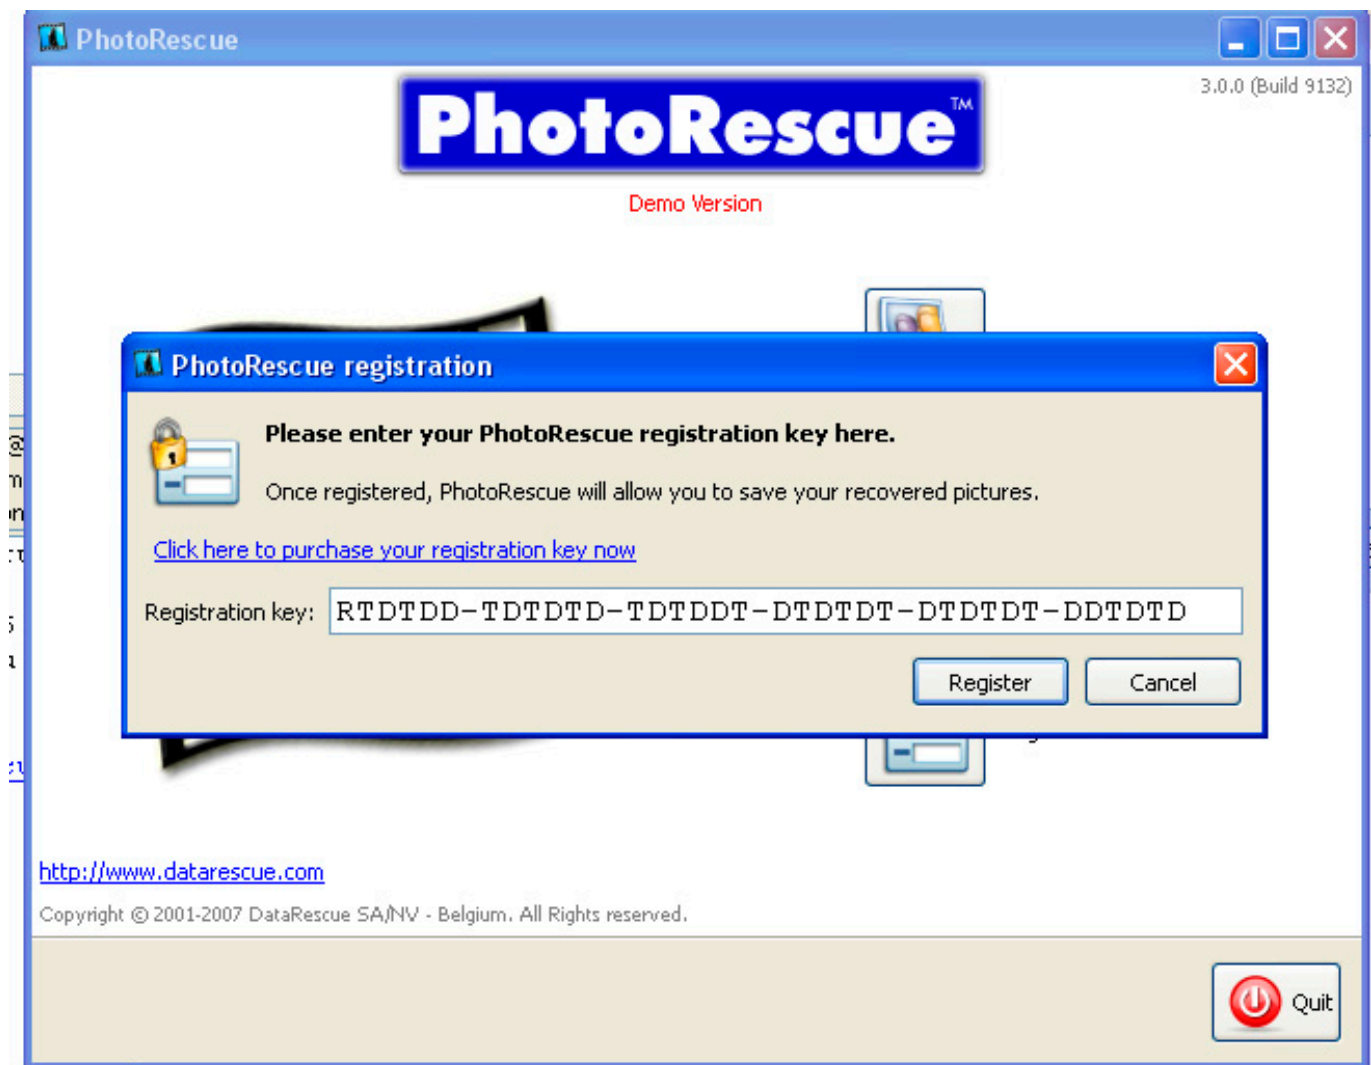 PhotoRescue
3.0.0 (Build 9132)
PhotoRescue™
Demo Version
PhotoRescue registration
Please enter your PhotoRescue registration key here.
Once registered, PhotoRescue will allow you to save your recovered pictures.
Click here to purchase your registration key now
Registration key: RTDTDD-TDTDTD-TDTDDT-DTDTDT-DTDTDT-DDTDTD
Register Cancel
http://www.datarescue.com
Copyright © 2001-2007 DataRescue SA/NV - Belgium. All Rights reserved.
Quit